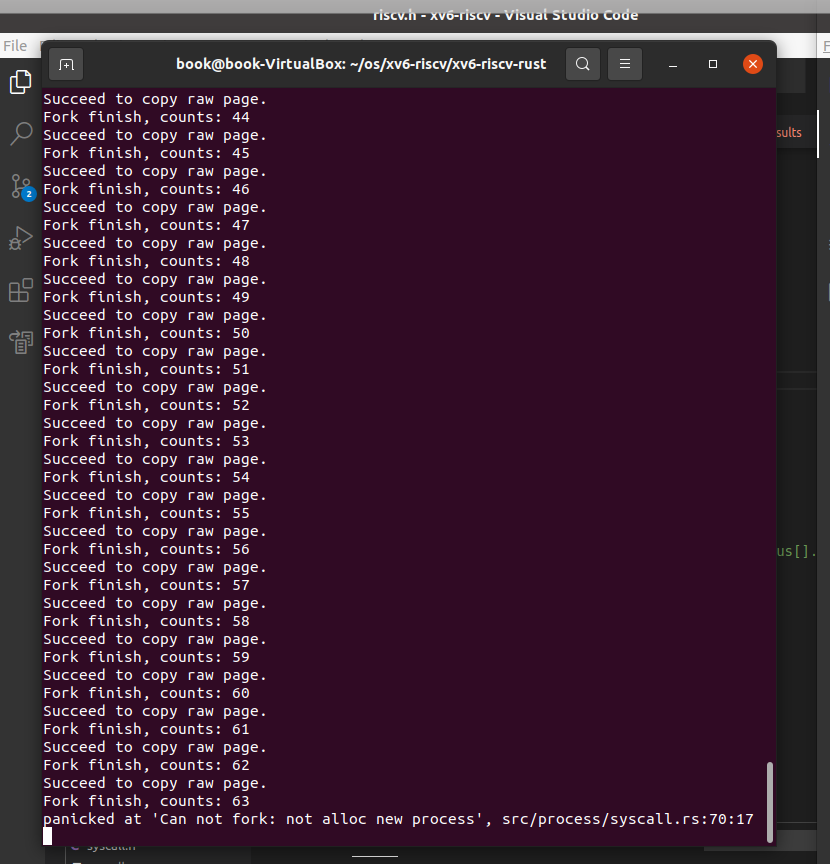 riscv.h - xv6-riscv - Visual Studio Code
File
book@book-VirtualBox: ~/os/xv6-riscv/xv6-riscv-rust
Succeed to copy raw page.
Fork finish, counts: 44
Succeed to copy raw page.
Fork finish, counts: 45
Succeed to copy raw page.
Fork finish, counts: 46
Succeed to copy raw page.
Fork finish, counts: 47
Succeed to copy raw page.
Fork finish, counts: 48
Succeed to copy raw page.
Fork finish, counts: 49
Succeed to copy raw page.
Fork finish, counts: 50
Succeed to copy raw page.
Fork finish, counts: 51
Succeed to copy raw page.
Fork finish, counts: 52
Succeed to copy raw page.
Fork finish, counts: 53
Succeed to copy raw page.
Fork finish, counts: 54
Succeed to copy raw page.
Fork finish, counts: 55
Succeed to copy raw page.
Fork finish, counts: 56
Succeed to copy raw page.
Fork finish, counts: 57
Succeed to copy raw page.
Fork finish, counts: 58
Succeed to copy raw page.
Fork finish, counts: 59
Succeed to copy raw page.
Fork finish, counts: 60
Succeed to copy raw page.
Fork finish, counts: 61
Succeed to copy raw page.
Fork finish, counts: 62
Succeed to copy raw page.
Fork finish, counts: 63
panicked at 'Can not fork: not alloc new process', src/process/syscall.rs:70:17
2
sults
us[].
syscall.h